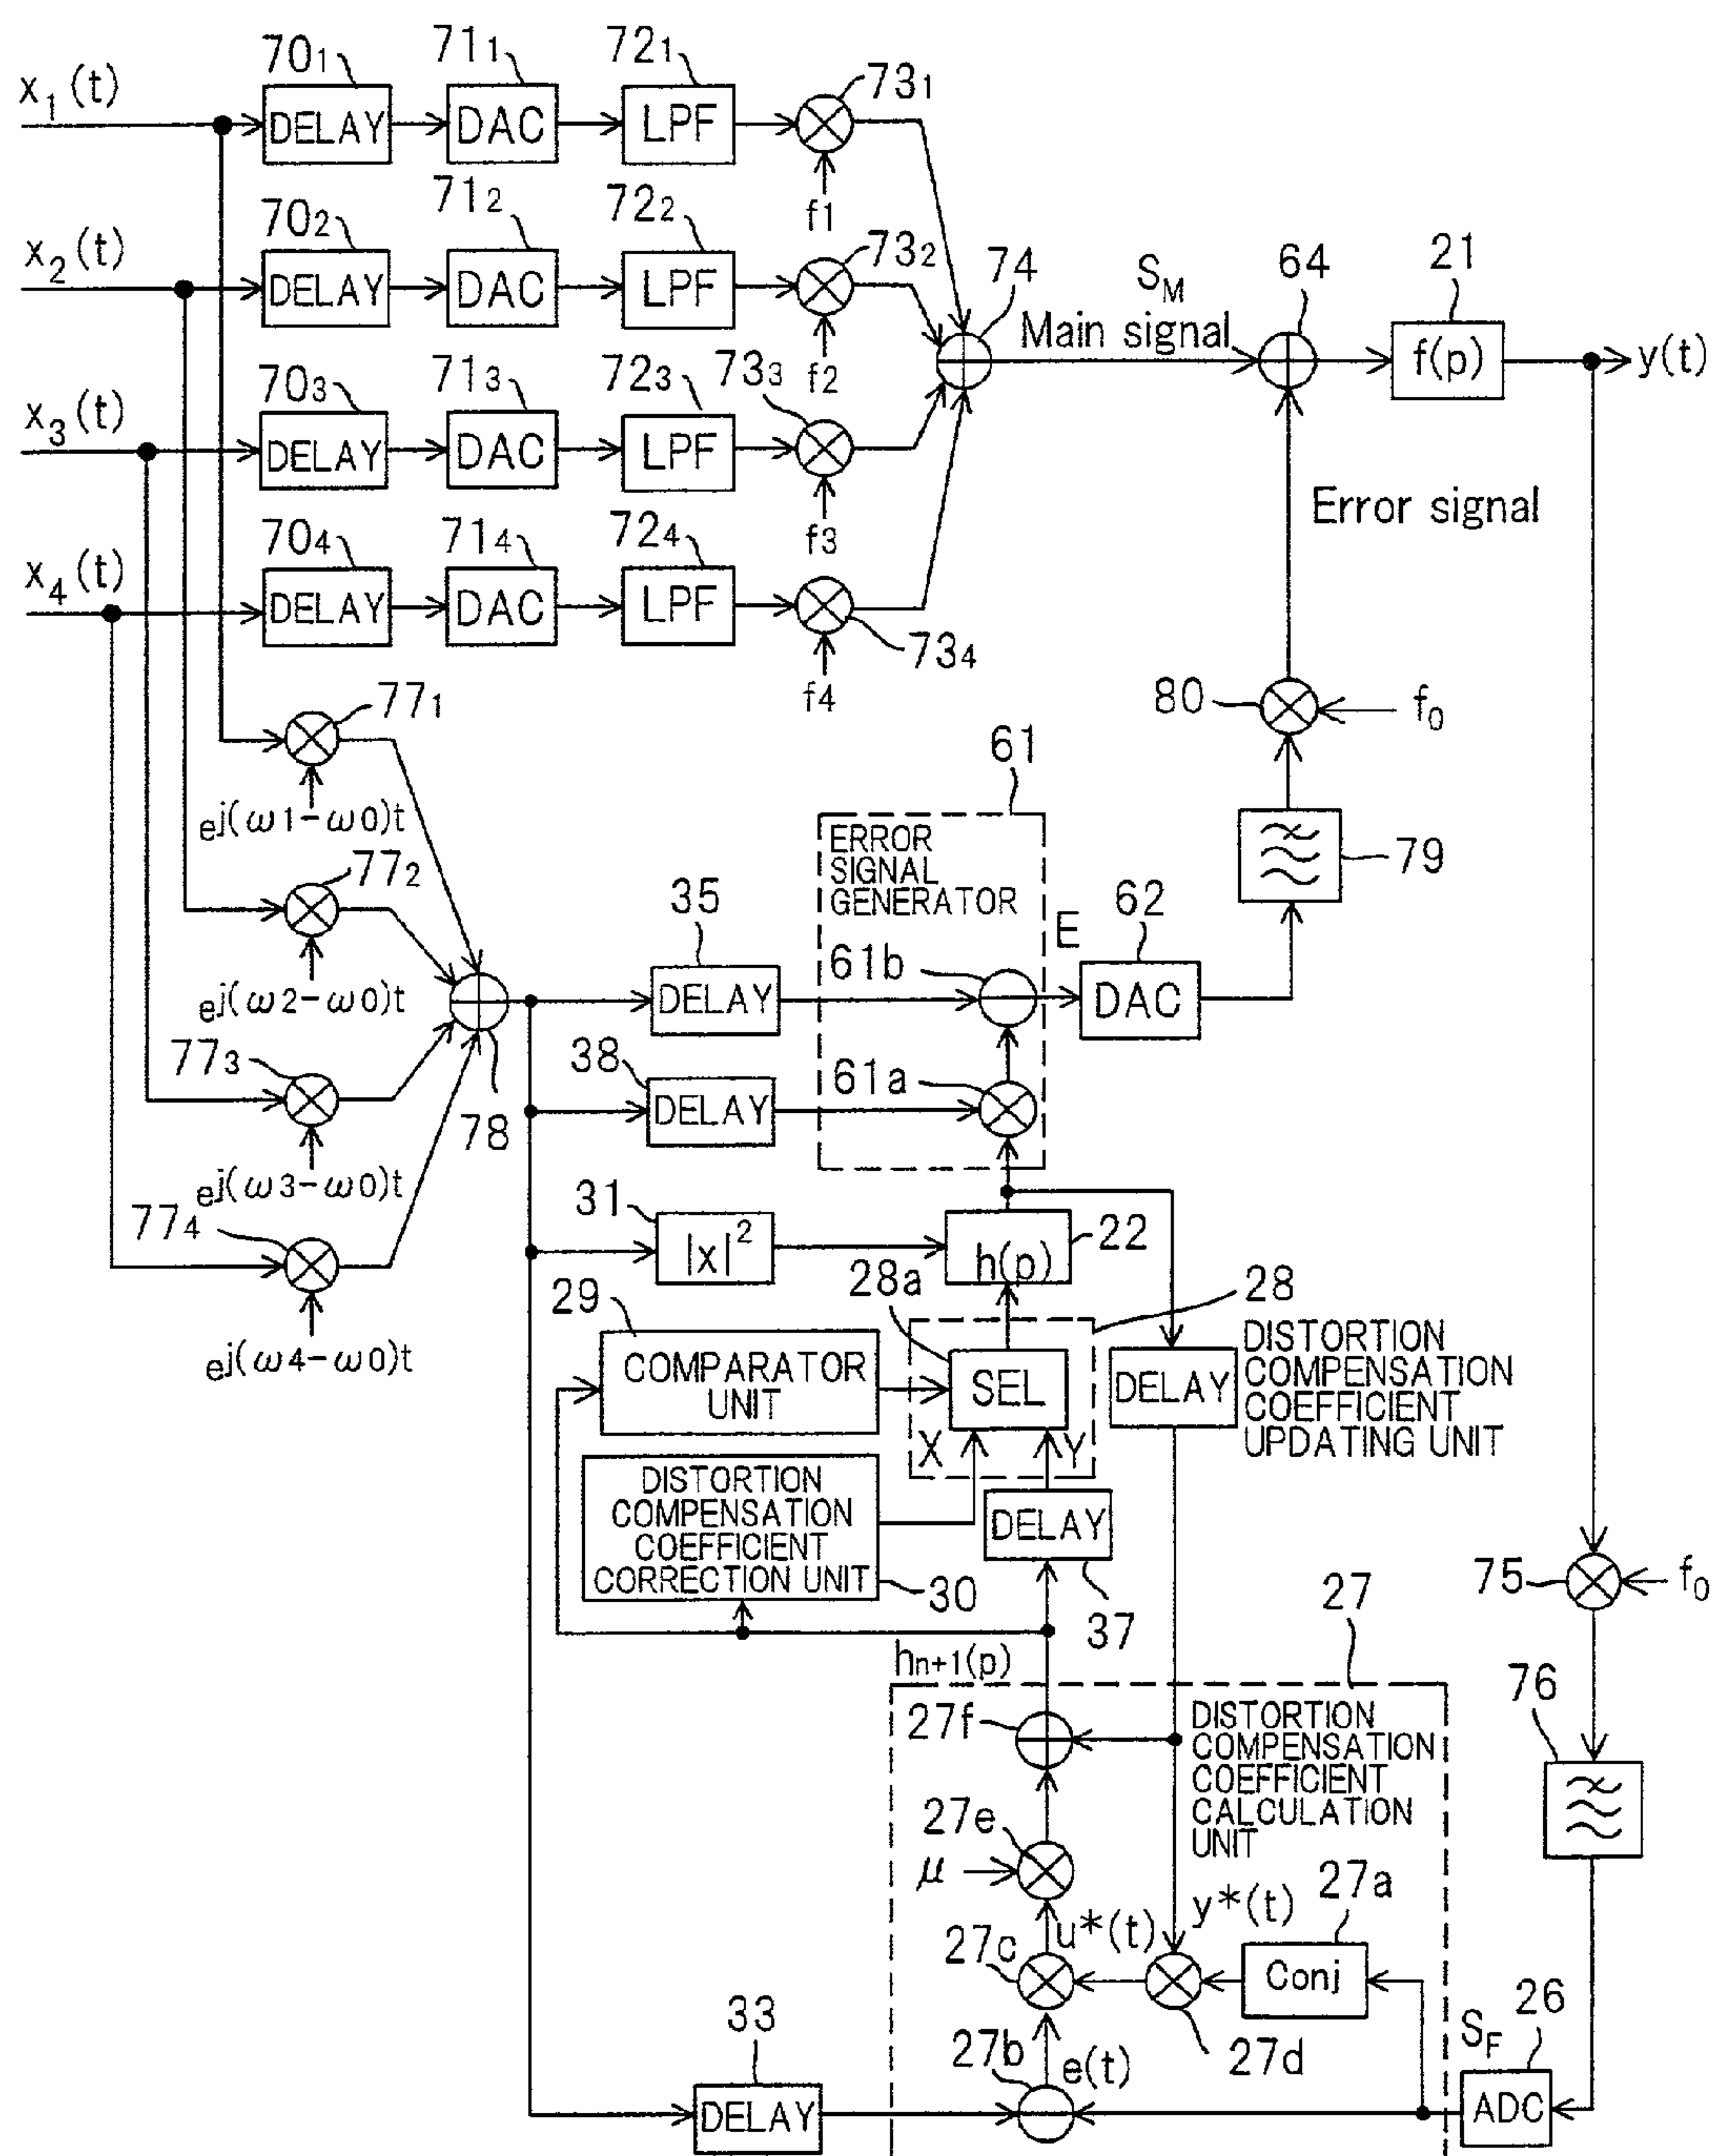 70₁ 71₁ 72₁ 73₁
x₁(t) DELAY DAC LPF
f1
70₂ 71₂ 72₂ 73₂
x₂(t) DELAY DAC LPF
f2
74 S_M 64 21
Main signal f(p) y(t)
70₃ 71₃ 72₃ 73₃
x₃(t) DELAY DAC LPF
f3
Error signal
70₄ 71₄ 72₄
x₄(t) DELAY DAC LPF
73₄
f4
77₁
80 f₀
ej(ω1-ω0)t
61
ERROR
SIGNAL
GENERATOR
79
77₂
ej(ω2-ω0)t
35 61b E 62
DELAY DAC
78
77₃
38 61a
DELAY
ej(ω3-ω0)t
77₄
31 |x|² h(p) 22
ej(ω4-ω0)t
29 28a 28
COMPARATOR
UNIT
SEL
X Y
DELAY
DISTORTION
COMPENSATION
COEFFICIENT
UPDATING UNIT
DISTORTION
COMPENSATION
COEFFICIENT
CORRECTION UNIT
30
DELAY
37
75 f₀
27
hn+1(p)
27f
DISTORTION
COMPENSATION
COEFFICIENT
CALCULATION
UNIT
76
27e
μ
27a
u*(t) y*(t)
27c Conj
27d
33 27b e(t) S_F 26
DELAY ADC